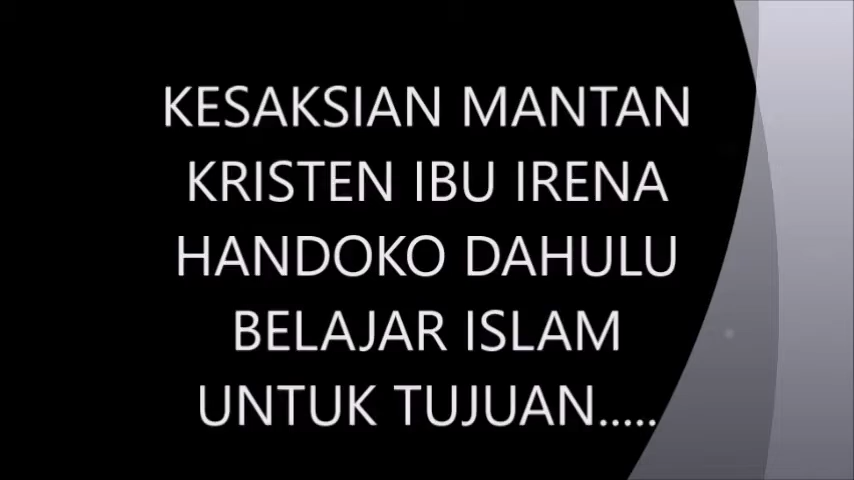 KESAKSIAN MANTAN
KRISTEN IBU IRENA
HANDOKO DAHULU
BELAJAR ISLAM
UNTUK TUJUAN.....